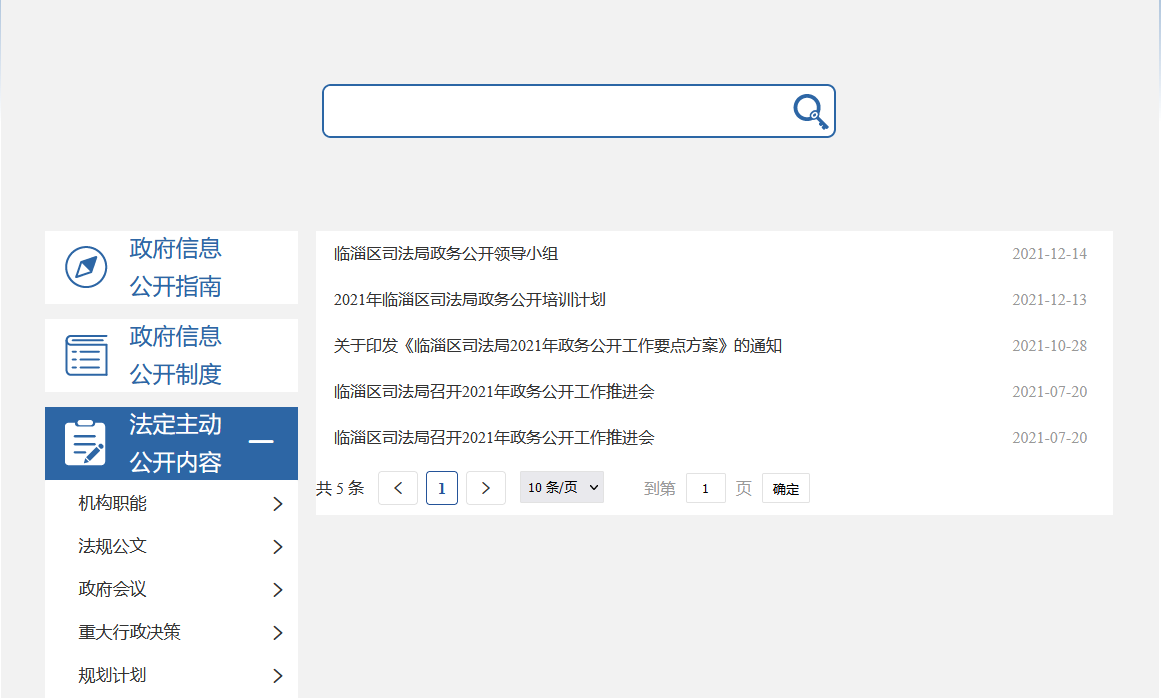 政府信息
公开指南
政府信息
公开制度
法定主动
公开内容
机构职能
法规公文
政府会议
重大行政决策
规划计划
临淄区司法局政务公开领导小组 2021-12-14
2021年临淄区司法局政务公开培训计划 2021-12-13
关于印发《临淄区司法局2021年政务公开工作要点方案》的通知 2021-10-28
临淄区司法局召开2021年政务公开工作推进会 2021-07-20
临淄区司法局召开2021年政务公开工作推进会 2021-07-20
共 5 条 1 10 条/页 到第 1 页 确定